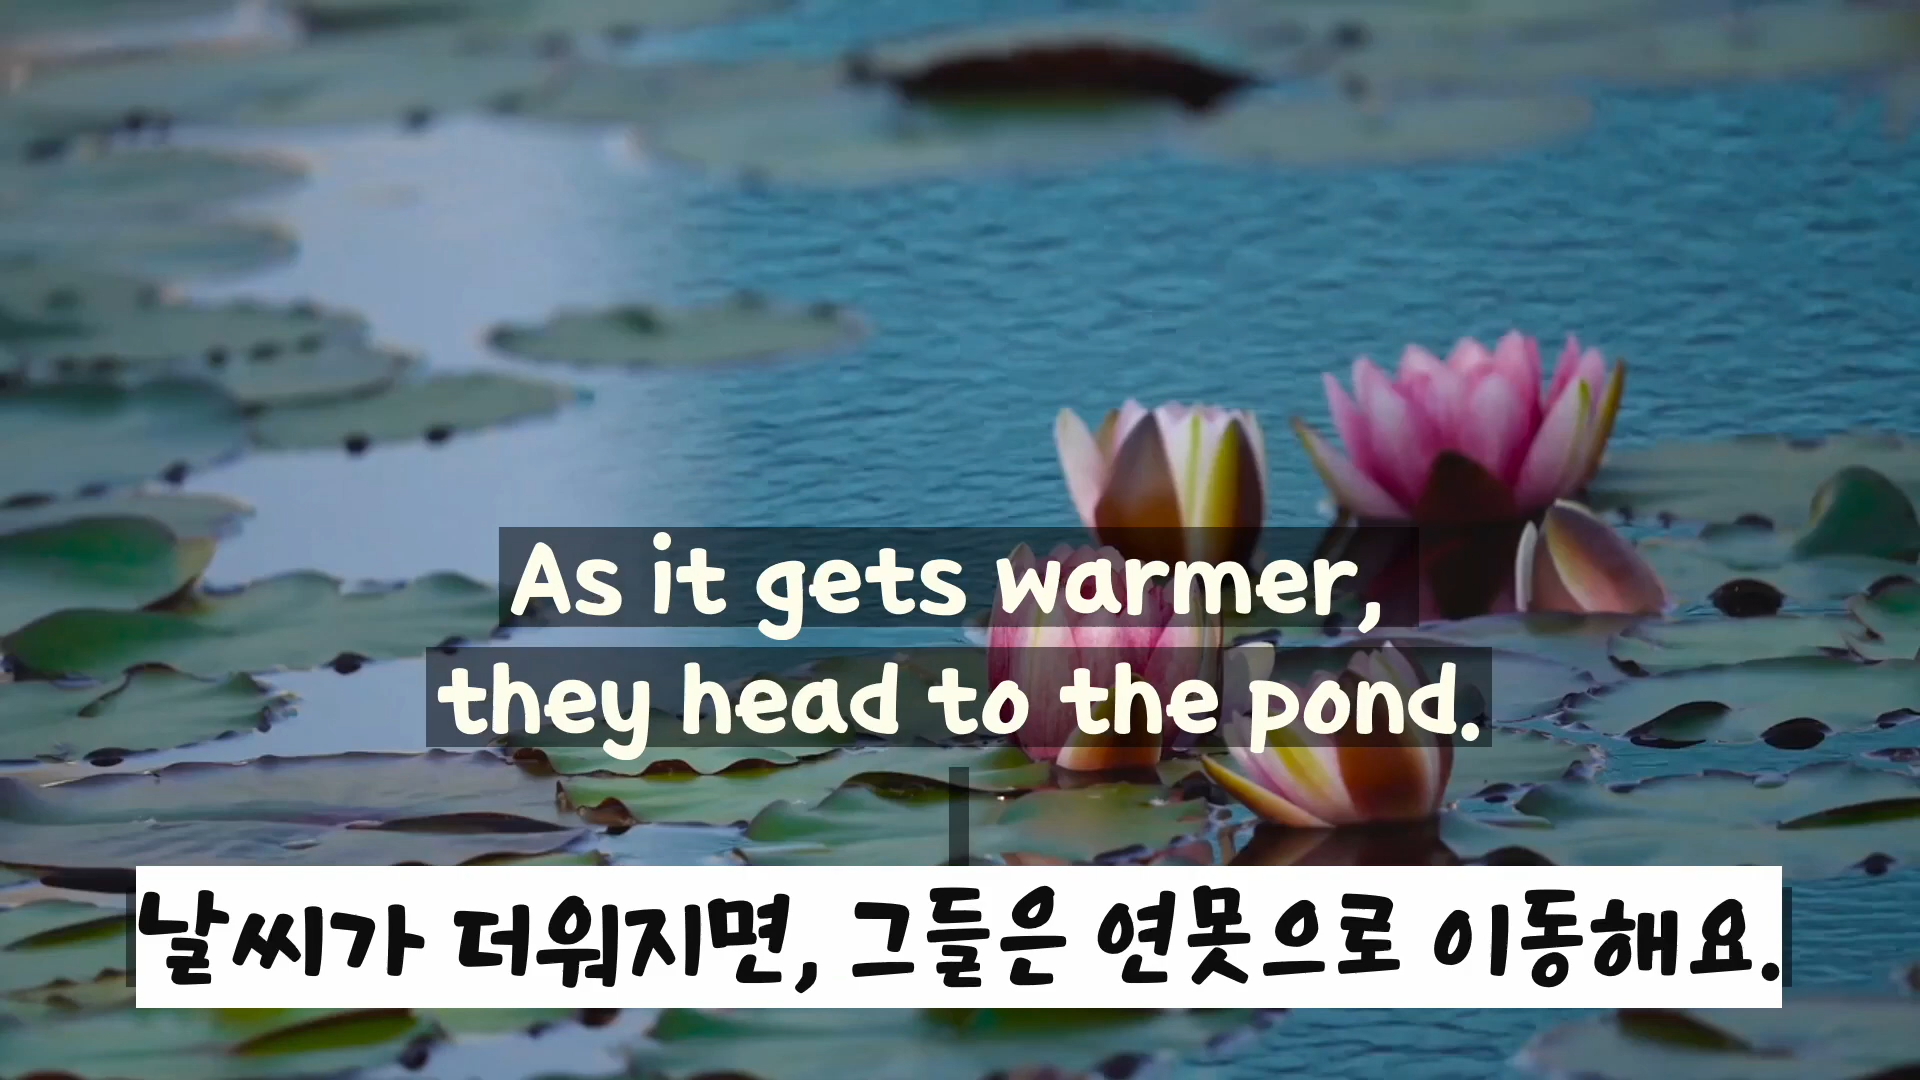 As it gets warmer,
they head to the pond.
날씨가 더워지면, 그들은 연못으로 이동해요.